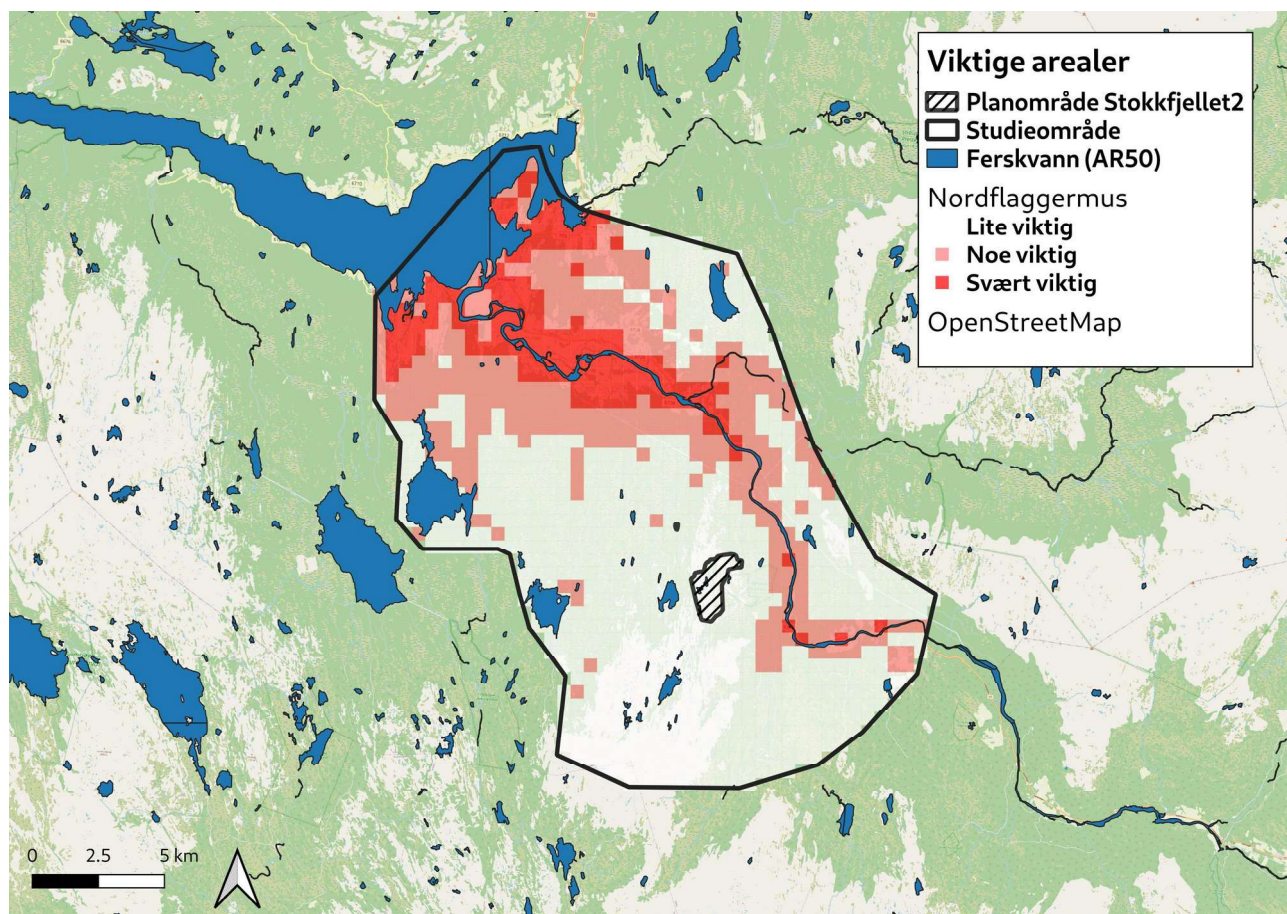 Viktige arealer
Planområde Stokkfjellet2
Studieområde
Ferskvann (AR50)
Nordflaggermus
Lite viktig
Noe viktig
Svært viktig
OpenStreetMap
0 2.5 5 km
6710